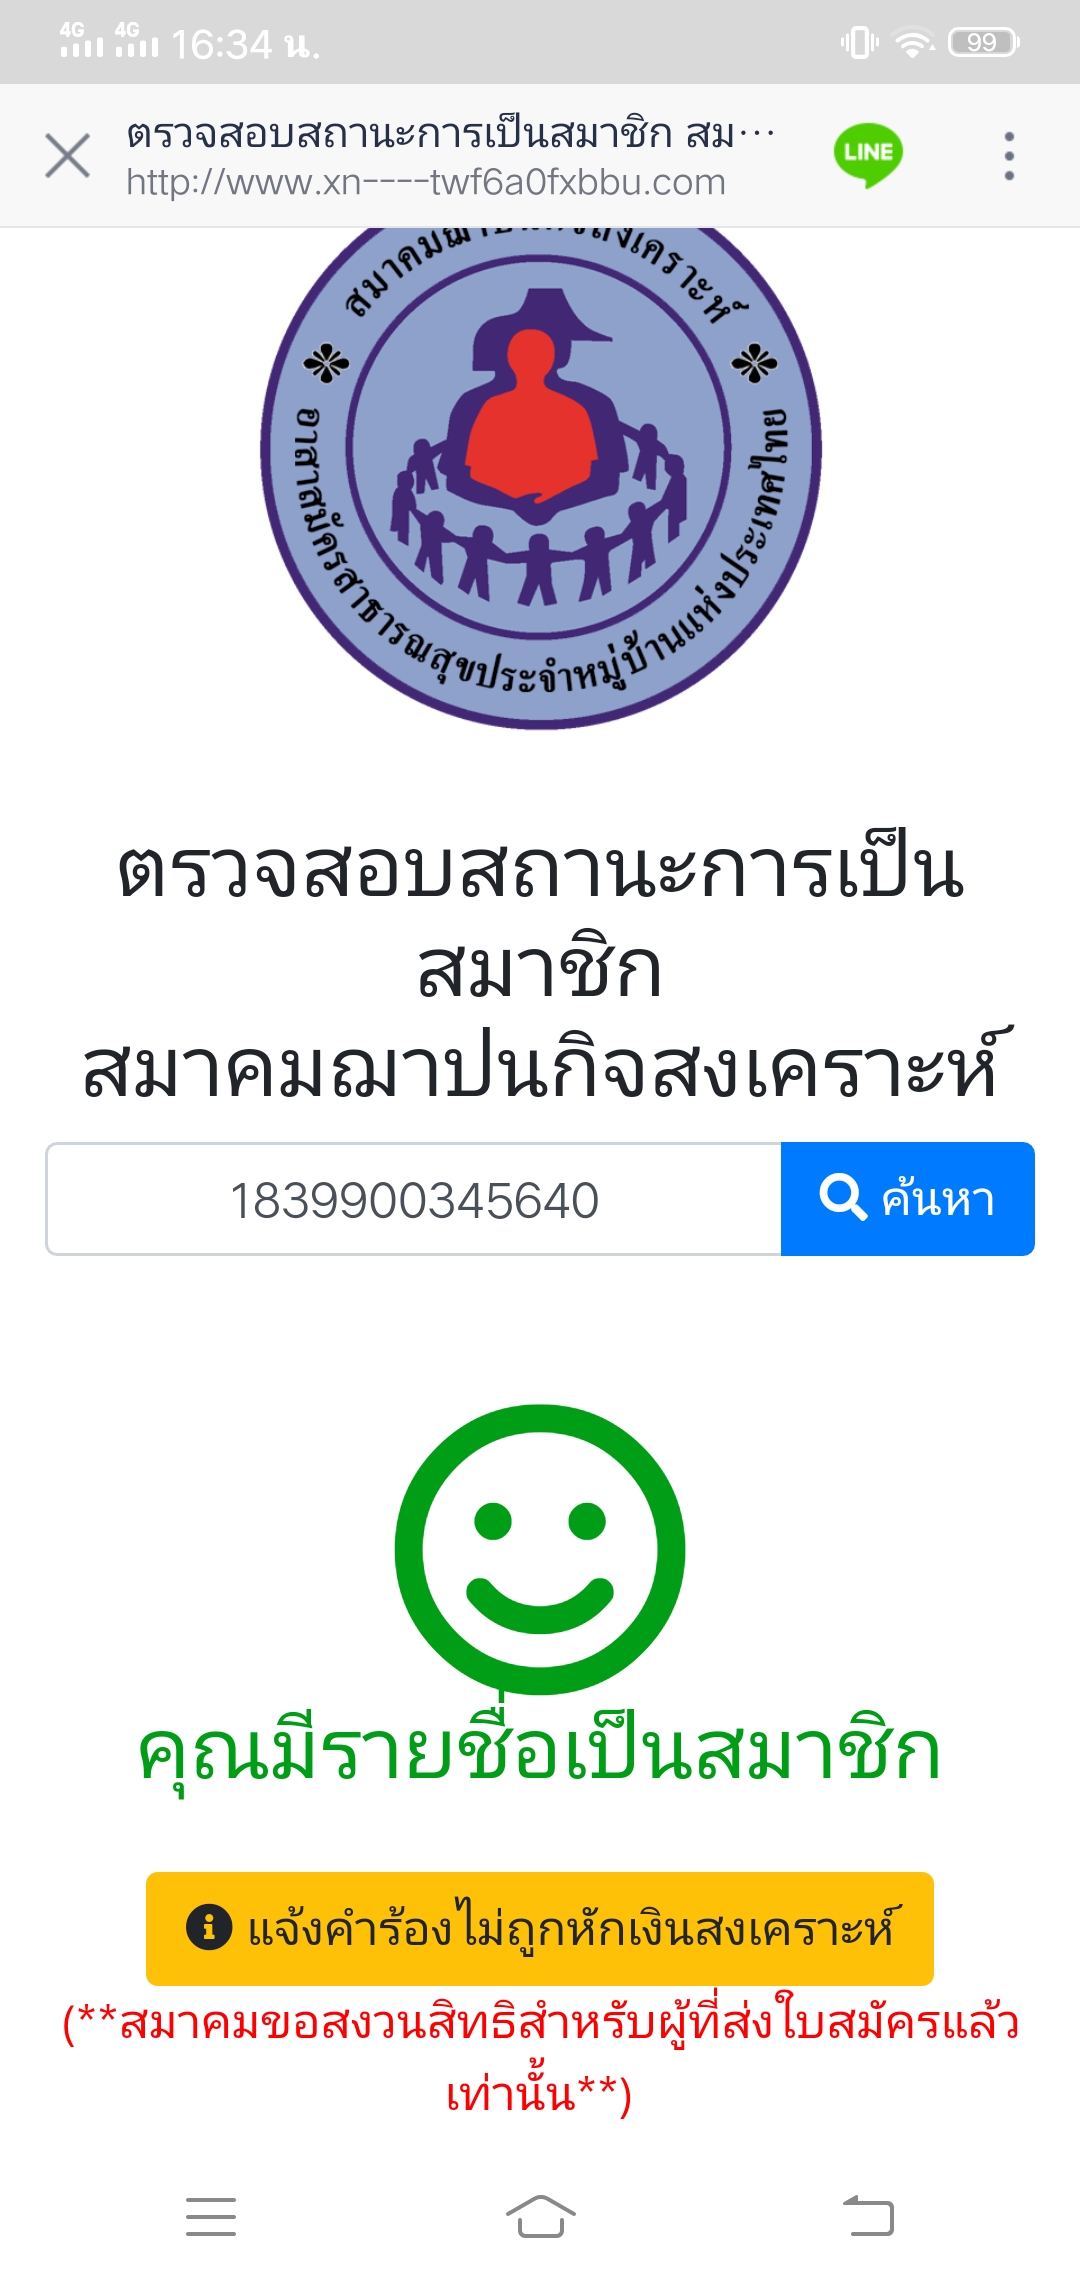 4G 4G 16:34 น. 99
ตรวจสอบสถานะการเป็นสมาชิก สม...
http://www.xn----twf6a0fxbbu.com
LINE
สมาคมฌาปนกิจสงเคราะห์
อาสาสมัครสาธารณสุขประจำหมู่บ้านแห่งประเทศไทย
ตรวจสอบสถานะการเป็น
สมาชิก
สมาคมฌาปนกิจสงเคราะห์
1839900345640 ค้นหา
คุณมีรายชื่อเป็นสมาชิก
แจ้งคำร้องไม่ถูกหักเงินสงเคราะห์
(**สมาคมขอสงวนสิทธิสำหรับผู้ที่ส่งใบสมัครแล้ว
เท่านั้น**)